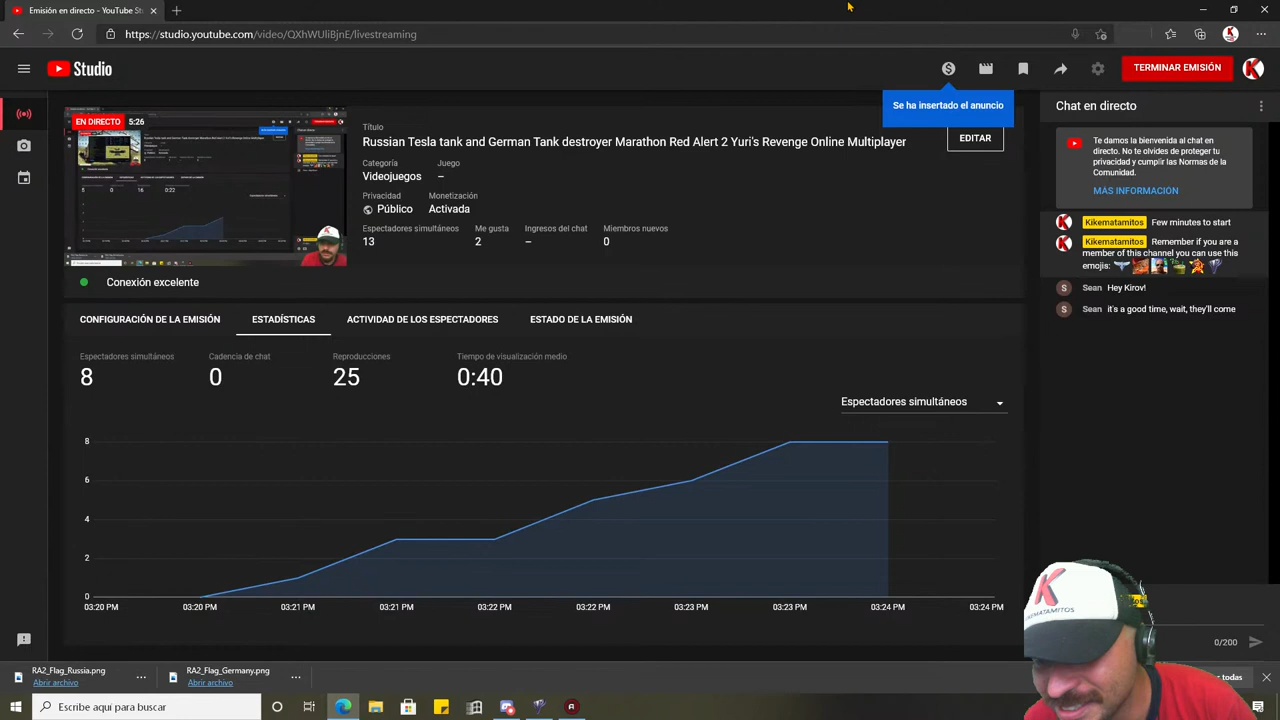 Emisión en directo - YouTube St
https://studio.youtube.com/video/QXhWUliBjnE/livestreaming
Studio
TERMINAR EMISIÓN
Se ha insertado el anuncio
EN DIRECTO 5:26
Título
Russian Tesla tank and German Tank destroyer Marathon Red Alert 2 Yuri's Revenge Online Multiplayer
EDITAR
Categoría Juego
Videojuegos –
Privacidad Monetización
Público Activada
Espectadores simultáneos Me gusta Ingresos del chat Miembros nuevos
13 2 – 0
Conexión excelente
CONFIGURACIÓN DE LA EMISIÓN ESTADÍSTICAS ACTIVIDAD DE LOS ESPECTADORES ESTADO DE LA EMISIÓN
Espectadores simultáneos Cadencia de chat Reproducciones Tiempo de visualización medio
8 0 25 0:40
Espectadores simultáneos
8
6
4
2
0
03:20 PM 03:20 PM 03:21 PM 03:21 PM 03:22 PM 03:22 PM 03:23 PM 03:23 PM 03:24 PM 03:24 PM
Chat en directo
Te damos la bienvenida al chat en
directo. No te olvides de proteger tu
privacidad y cumplir las Normas de la
Comunidad.
MÁS INFORMACIÓN
Kikematamitos Few minutes to start
Kikematamitos Remember if you are a
member of this channel you can use this
emojis:
S Sean Hey Kirov!
S Sean it's a good time, wait, they'll come
K
KEMATAMITOS
0/200
RA2_Flag_Russia.png
Abrir archivo
RA2_Flag_Germany.png
Abrir archivo
todas
Escribe aquí para buscar